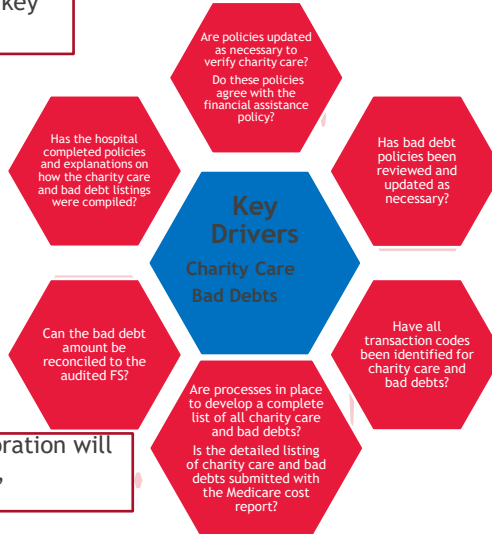 key
Are policies updated
as necessary to
verify charity care?
Do these policies
agree with the
financial assistance
policy?
Has the hospital
completed policies
and explanations on
how the charity care
and bad debt listings
were compiled?
Has bad debt
policies been
reviewed and
updated as
necessary?
Key
Drivers
Charity Care
Bad Debts
Can the bad debt
amount be
reconciled to the
audited FS?
Have all
transaction codes
been identified for
charity care and
bad debts?
Are processes in place
to develop a complete
list of all charity care
and bad debts?
Is the detailed listing
of charity care and bad
debts submitted with
the Medicare cost
report?
oration will
,